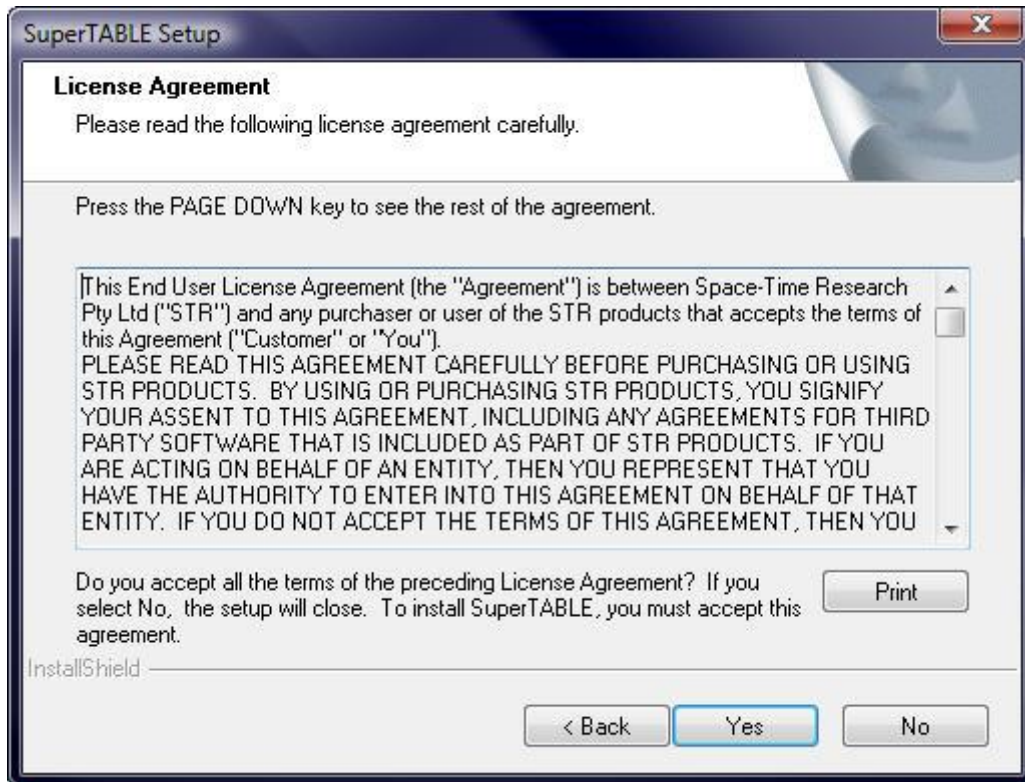 SuperTABLE Setup
License Agreement
Please read the following license agreement carefully.
Press the PAGE DOWN key to see the rest of the agreement.
This End User License Agreement (the "Agreement") is between Space-Time Research
Pty Ltd ("STR") and any purchaser or user of the STR products that accepts the terms of
this Agreement ("Customer" or "You").
PLEASE READ THIS AGREEMENT CAREFULLY BEFORE PURCHASING OR USING
STR PRODUCTS.  BY USING OR PURCHASING STR PRODUCTS, YOU SIGNIFY
YOUR ASSENT TO THIS AGREEMENT, INCLUDING ANY AGREEMENTS FOR THIRD
PARTY SOFTWARE THAT IS INCLUDED AS PART OF STR PRODUCTS.  IF YOU
ARE ACTING ON BEHALF OF AN ENTITY, THEN YOU REPRESENT THAT YOU
HAVE THE AUTHORITY TO ENTER INTO THIS AGREEMENT ON BEHALF OF THAT
ENTITY.  IF YOU DO NOT ACCEPT THE TERMS OF THIS AGREEMENT, THEN YOU
Do you accept all the terms of the preceding License Agreement?  If you
select No,  the setup will close.  To install SuperTABLE, you must accept this
agreement.
Print
InstallShield
< Back
Yes
No